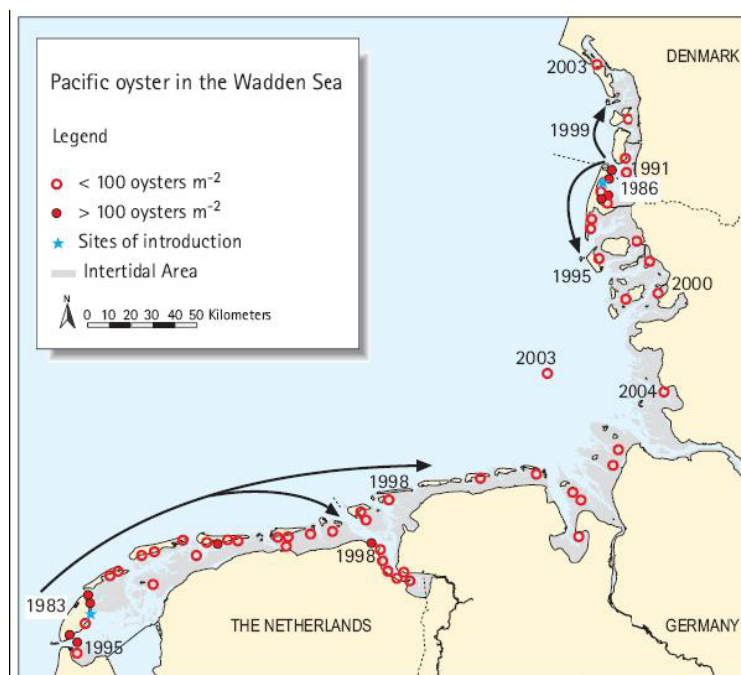 Pacific oyster in the Wadden Sea
Legend
< 100 oysters m⁻²
> 100 oysters m⁻²
Sites of introduction
Intertidal Area
N
0 10 20 30 40 50 Kilometers
DENMARK
2003
1999
1991
1986
1995
2000
2003
2004
1998
1998
1983
1995
THE NETHERLANDS
GERMANY